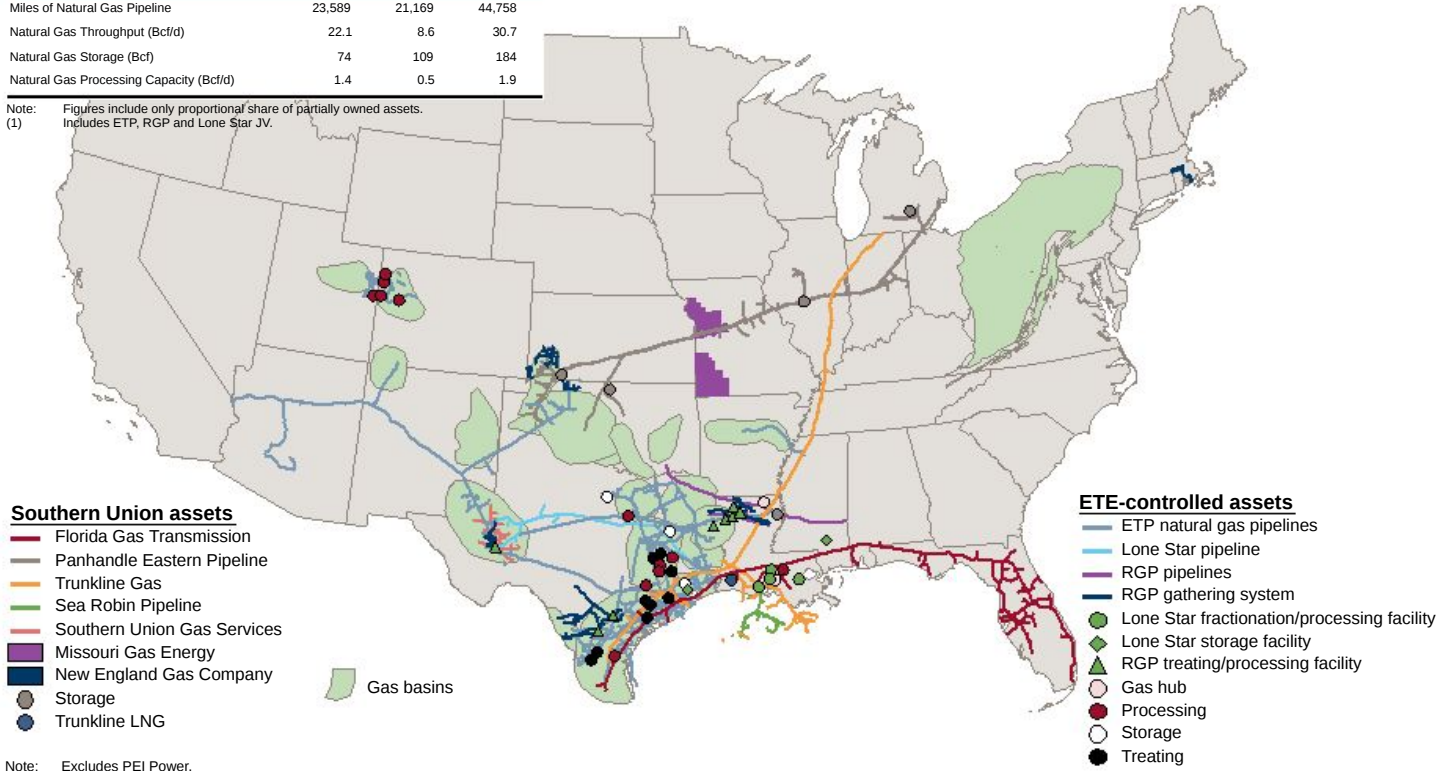 Miles of Natural Gas Pipeline 23,589 21,169 44,758
Natural Gas Throughput (Bcf/d) 22.1 8.6 30.7
Natural Gas Storage (Bcf) 74 109 184
Natural Gas Processing Capacity (Bcf/d) 1.4 0.5 1.9
Note: Figures include only proportional share of partially owned assets.
(1) Includes ETP, RGP and Lone Star JV.
Southern Union assets
Florida Gas Transmission
Panhandle Eastern Pipeline
Trunkline Gas
Sea Robin Pipeline
Southern Union Gas Services
Missouri Gas Energy
New England Gas Company
Storage
Trunkline LNG
Gas basins
ETE-controlled assets
ETP natural gas pipelines
Lone Star pipeline
RGP pipelines
RGP gathering system
Lone Star fractionation/processing facility
Lone Star storage facility
RGP treating/processing facility
Gas hub
Processing
Storage
Treating
Note: Excludes PEI Power.